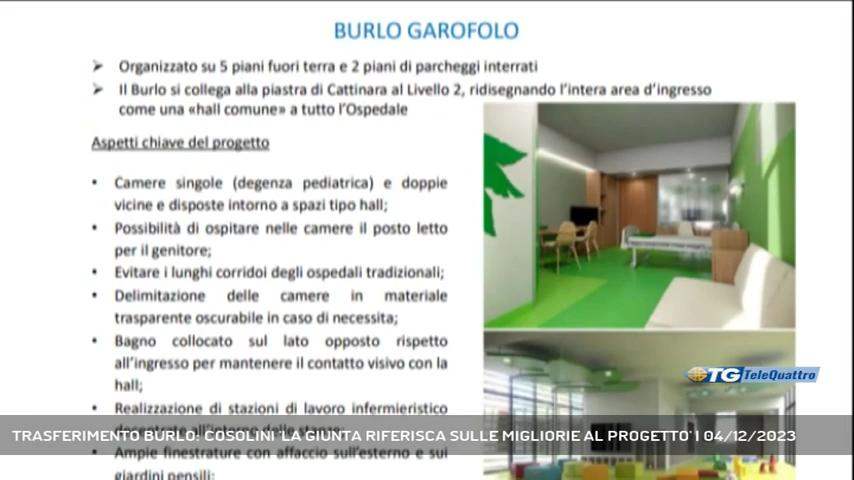 BURLO GAROFOLO
➢ Organizzato su 5 piani fuori terra e 2 piani di parcheggi interrati
➢ Il Burlo si collega alla piastra di Cattinara al Livello 2, ridisegnando l'intera area d'ingresso
come una «hall comune» a tutto l'Ospedale
Aspetti chiave del progetto
• Camere singole (degenza pediatrica) e doppie
vicine e disposte intorno a spazi tipo hall;
• Possibilità di ospitare nelle camere il posto letto
per il genitore;
• Evitare i lunghi corridoi degli ospedali tradizionali;
• Delimitazione delle camere in materiale
trasparente oscurabile in caso di necessita;
• Bagno collocato sul lato opposto rispetto
all'ingresso per mantenere il contatto visivo con la
hall;
• Realizzazione di stazioni di lavoro infermieristico
decentrate all'interno delle stanze;
• Ampie finestrature con affaccio sull'esterno e sui
giardini pensili;
TG TeleQuattro
TRASFERIMENTO BURLO: COSOLINI 'LA GIUNTA RIFERISCA SULLE MIGLIORIE AL PROGETTO' | 04/12/2023